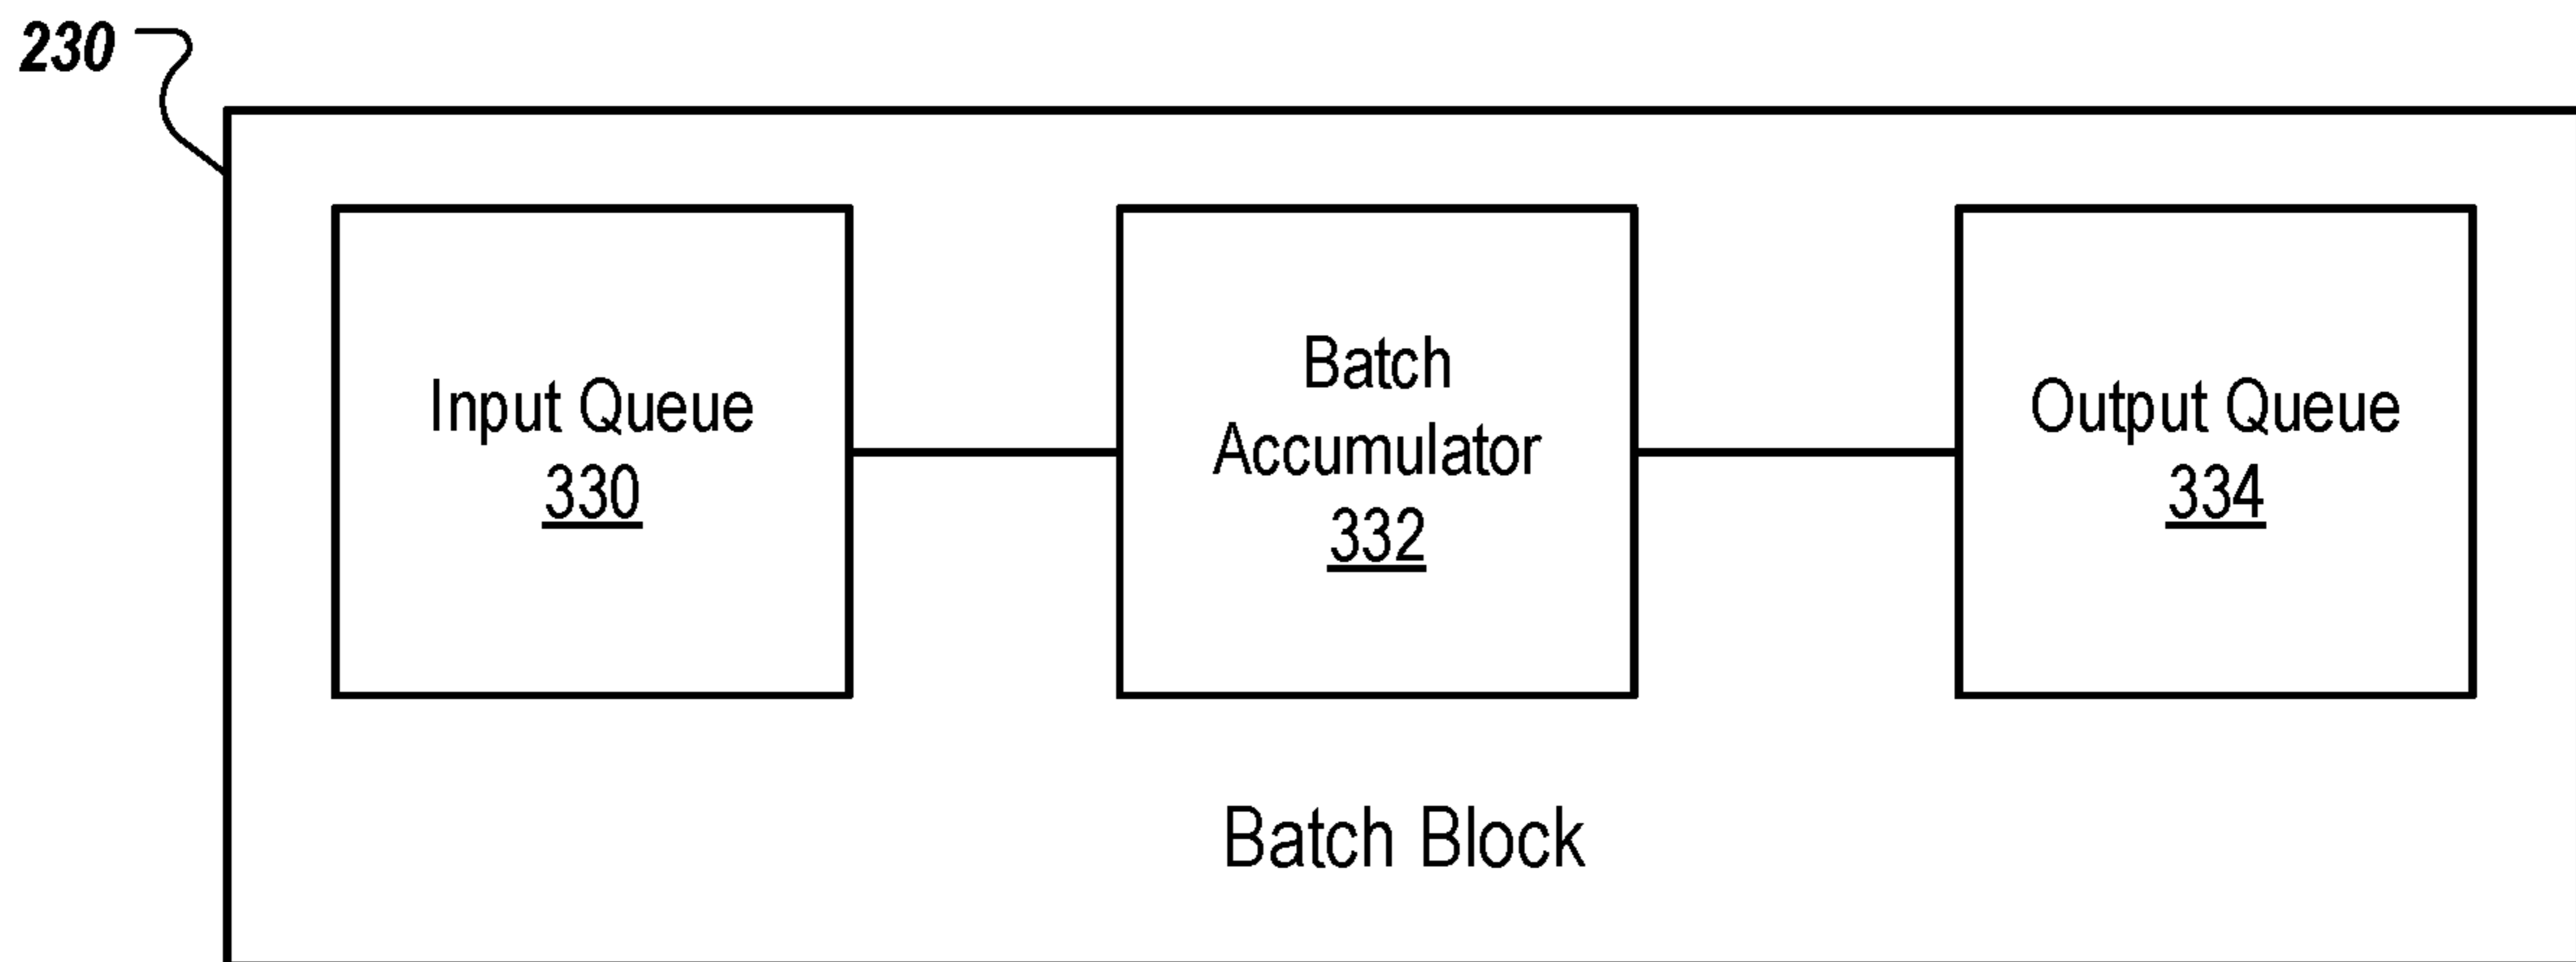 230
Input Queue
330
Batch
Accumulator
332
Output Queue
334
Batch Block